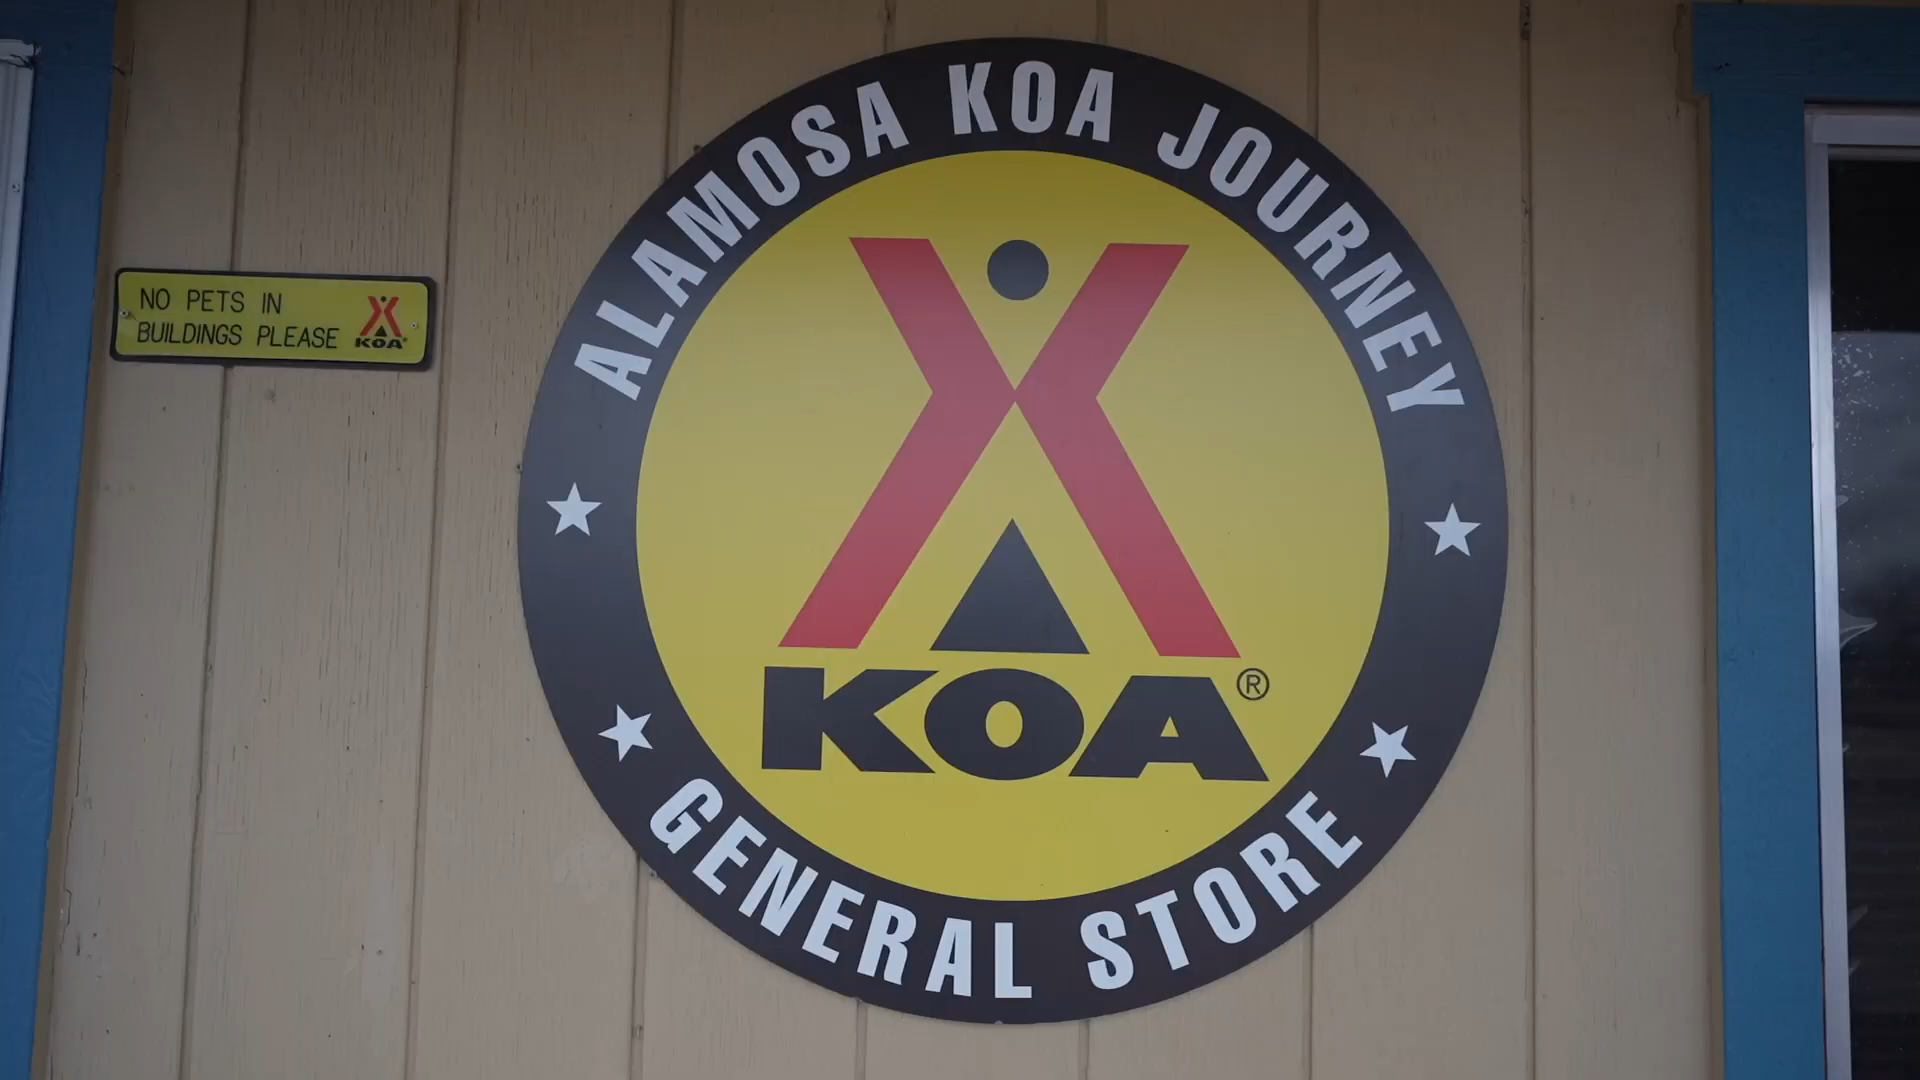 NO PETS IN
BUILDINGS PLEASE
KOA
ALAMOSA KOA JOURNEY
KOA®
GENERAL STORE